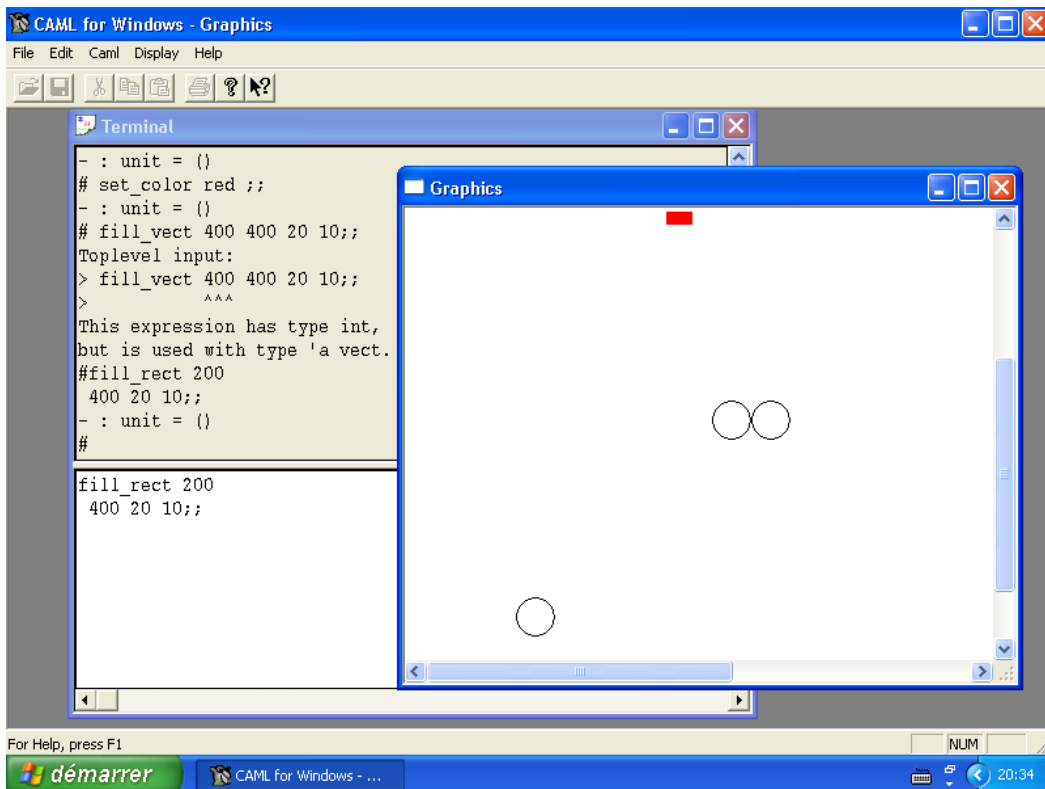 CAML for Windows - Graphics
File Edit Caml Display Help
Terminal
- : unit = ()
# set_color red ;;
- : unit = ()
# fill_vect 400 400 20 10;;
Toplevel input:
> fill_vect 400 400 20 10;;
> ^^^
This expression has type int,
but is used with type 'a vect.
#fill_rect 200
 400 20 10;;
- : unit = ()
#
fill_rect 200
 400 20 10;;
Graphics
For Help, press F1
NUM
démarrer
CAML for Windows - ...
20:34